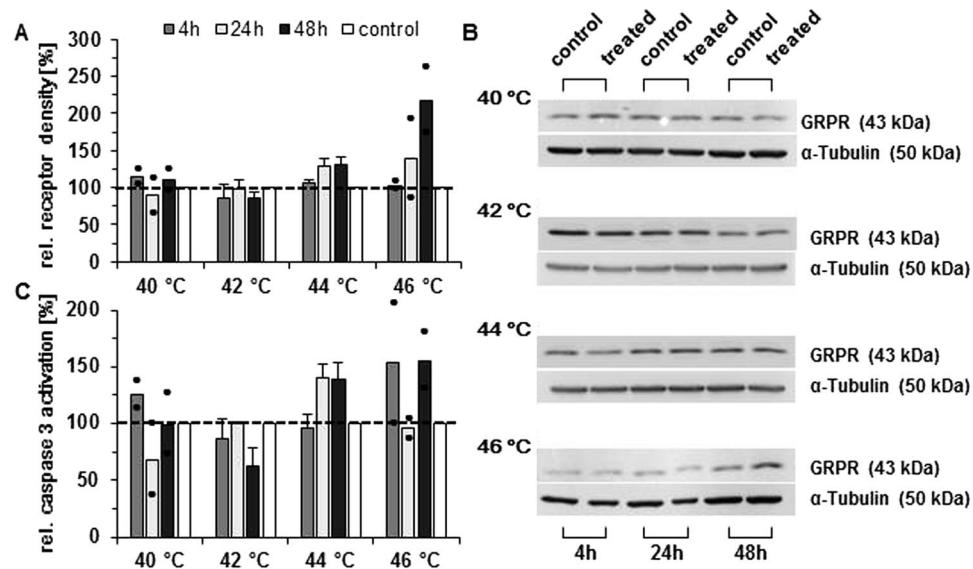 A
4h 24h 48h control
rel. receptor density [%]
300
250
200
150
100
50
0
40 °C 42 °C 44 °C 46 °C
C
rel. caspase 3 activation [%]
200
150
100
50
0
40 °C 42 °C 44 °C 46 °C
B
control treated control treated control treated
40 °C
GRPR (43 kDa)
α-Tubulin (50 kDa)
42 °C
GRPR (43 kDa)
α-Tubulin (50 kDa)
44 °C
GRPR (43 kDa)
α-Tubulin (50 kDa)
46 °C
GRPR (43 kDa)
α-Tubulin (50 kDa)
4h 24h 48h